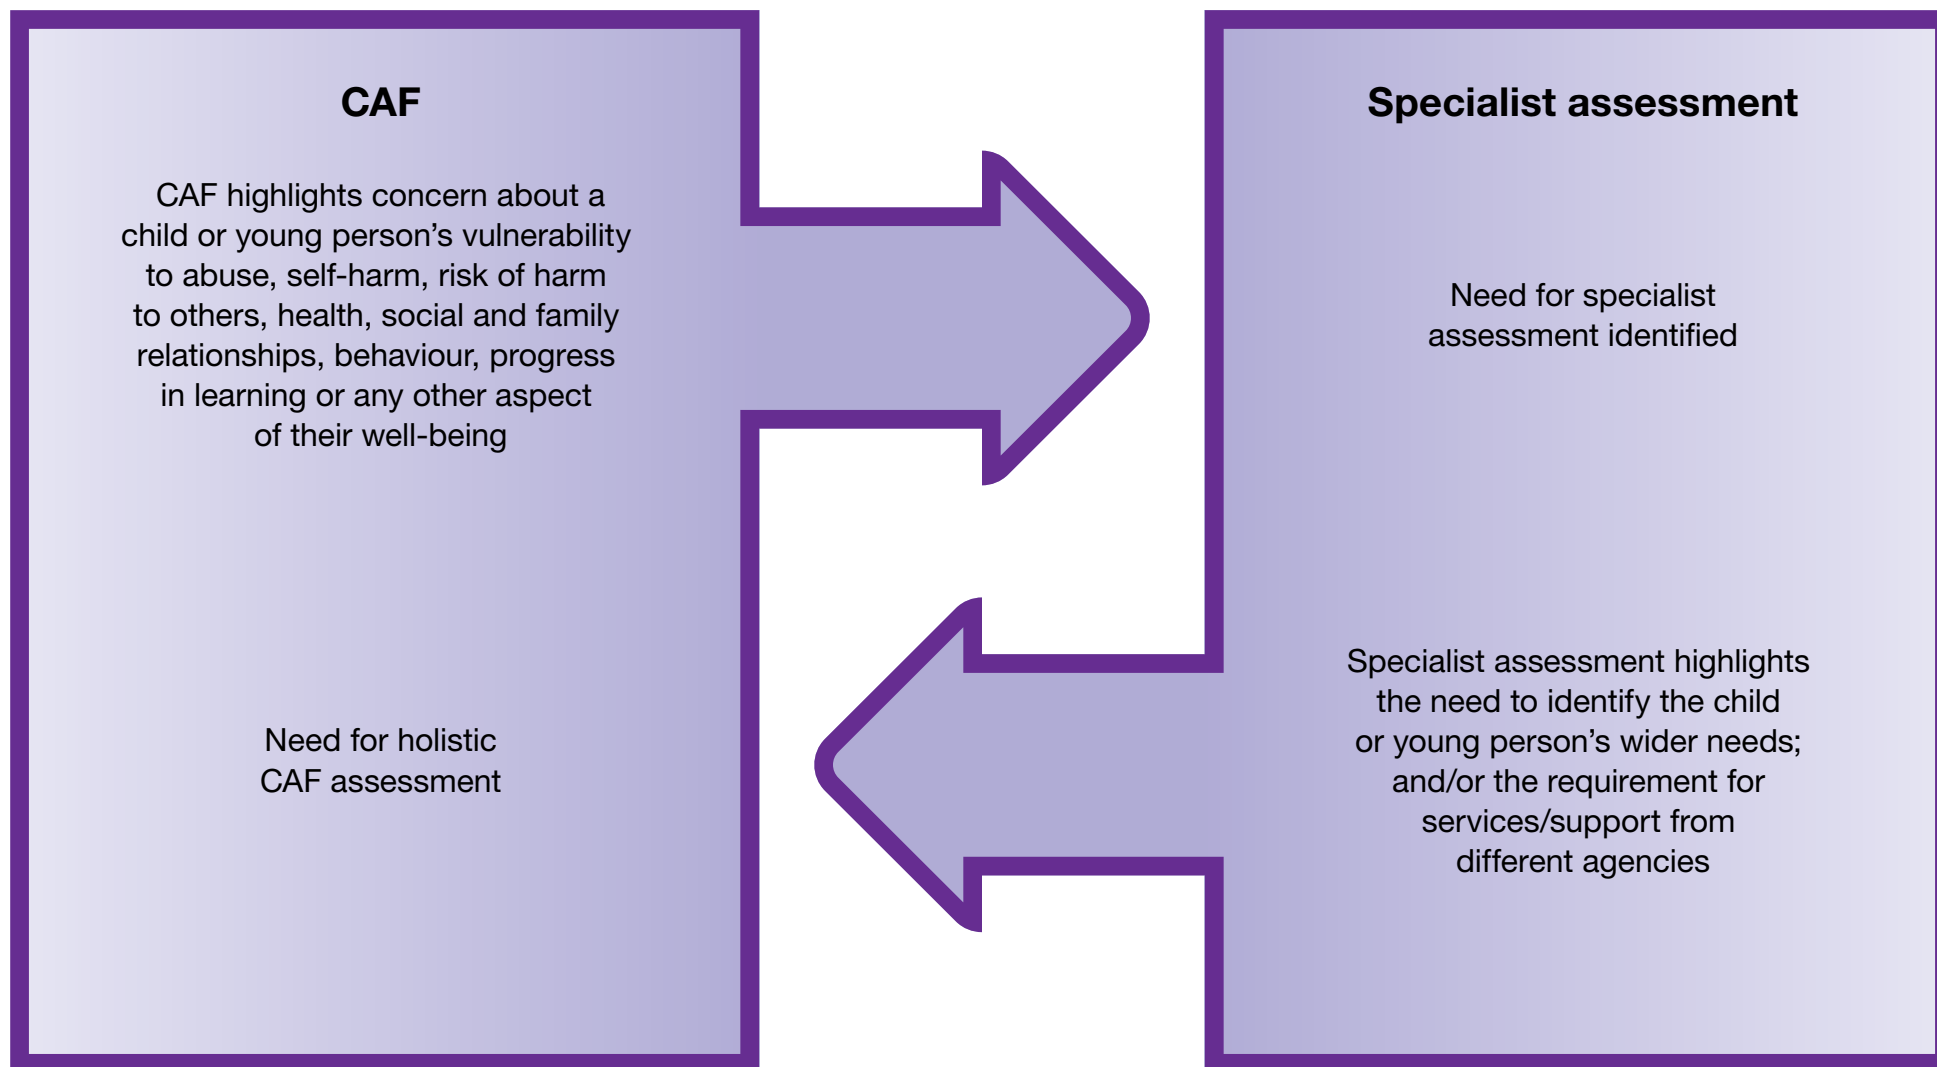 CAF
CAF highlights concern about a
child or young person’s vulnerability
to abuse, self-harm, risk of harm
to others, health, social and family
relationships, behaviour, progress
in learning or any other aspect
of their well-being
Need for holistic
CAF assessment
Specialist assessment
Need for specialist
assessment identified
Specialist assessment highlights
the need to identify the child
or young person’s wider needs;
and/or the requirement for
services/support from
different agencies